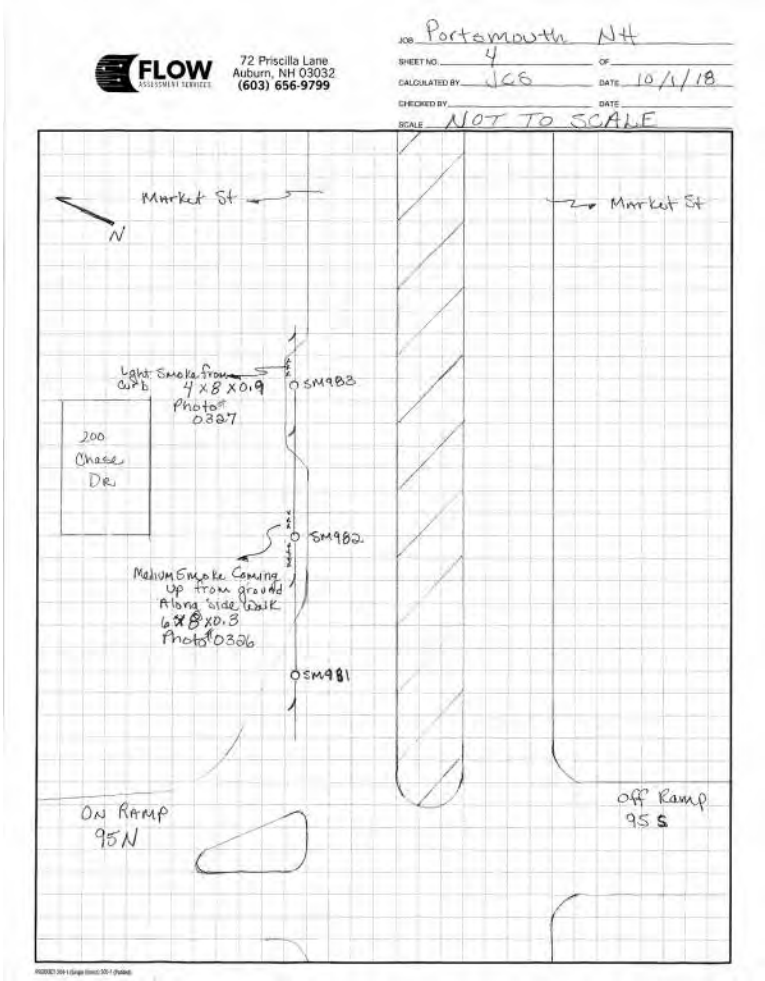 FLOW
ASSESSMENT SERVICES
72 Priscilla Lane
Auburn, NH 03032
(603) 656-9799
JOB Portsmouth NH
SHEET NO. 4 OF
CALCULATED BY JCS DATE 10/1/18
CHECKED BY DATE
SCALE NOT TO SCALE
Market St
Market St
N
Light Smoke from
curb 4 x 8 x 0.9
Photo#
0327
SM983
200
Chase
DR
SM982
Medium Smoke Coming
Up from ground
Along Side Walk
6 x 8 x 0.3
Photo# 0326
SM981
ON RAMP
95N
Off Ramp
95 S